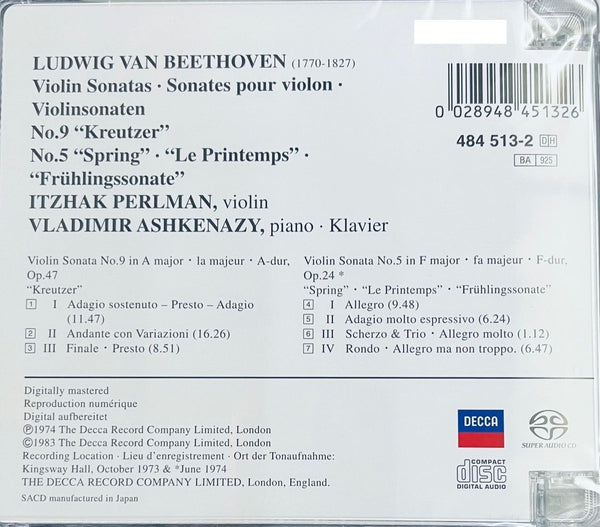 LUDWIG VAN BEETHOVEN (1770-1827)
Violin Sonatas · Sonates pour violon ·
Violinsonaten
No.9 “Kreutzer”
No.5 “Spring” · “Le Printemps” ·
“Frühlingssonate”
ITZHAK PERLMAN, violin
VLADIMIR ASHKENAZY, piano · Klavier
0 028948 451326
484 513-2 DH
BA 925
Violin Sonata No.9 in A major · la majeur · A-dur,
Op.47
“Kreutzer”
1 I Adagio sostenuto – Presto – Adagio
(11.47)
2 II Andante con Variazioni (16.26)
3 III Finale · Presto (8.51)
Violin Sonata No.5 in F major · fa majeur · F-dur,
Op.24 *
“Spring” · “Le Printemps” · “Frühlingssonate”
4 I Allegro (9.48)
5 II Adagio molto espressivo (6.24)
6 III Scherzo & Trio · Allegro molto (1.12)
7 IV Rondo · Allegro ma non troppo. (6.47)
Digitally mastered
Reproduction numérique
Digital aufbereitet
Ⓟ1974 The Decca Record Company Limited, London
©1983 The Decca Record Company Limited, London
Recording Location · Lieu d’enregistrement · Ort der Tonaufnahme:
Kingsway Hall, October 1973 & *June 1974
THE DECCA RECORD COMPANY LIMITED, London, England.
SACD manufactured in Japan
DECCA
SUPER AUDIO CD
COMPACT
disc
DIGITAL AUDIO